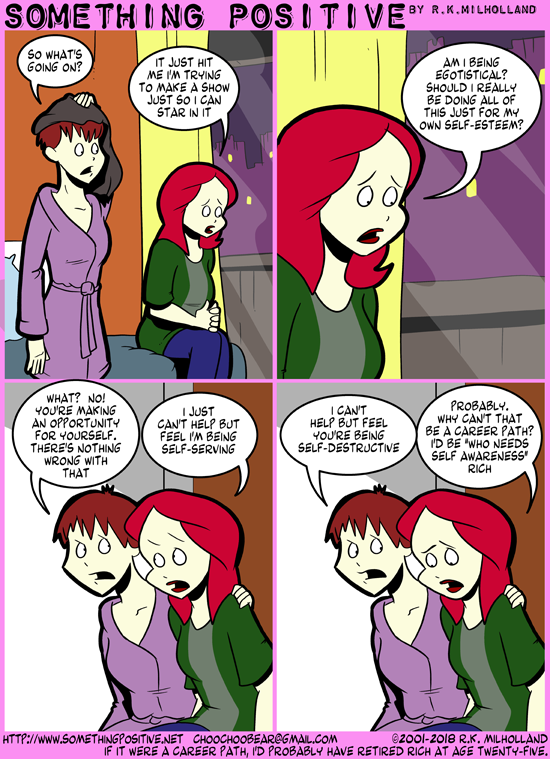 SOMETHING POSITIVE BY R.K.MILHOLLAND
SO WHAT'S
GOING ON?
IT JUST HIT
ME I'M TRYING
TO MAKE A SHOW
JUST SO I CAN
STAR IN IT
AM I BEING
EGOTISTICAL?
SHOULD I REALLY
BE DOING ALL OF
THIS JUST FOR MY
OWN SELF-ESTEEM?
WHAT? NO!
YOU'RE MAKING
AN OPPORTUNITY
FOR YOURSELF.
THERE'S NOTHING
WRONG WITH
THAT
I JUST
CAN'T HELP BUT
FEEL I'M BEING
SELF-SERVING
I CAN'T
HELP BUT FEEL
YOU'RE BEING
SELF-DESTRUCTIVE
PROBABLY.
WHY CAN'T THAT
BE A CAREER PATH?
I'D BE "WHO NEEDS
SELF AWARENESS"
RICH
HTTP://WWW.SOMETHINGPOSITIVE.NET CHOOCHOOBEAR@GMAIL.COM ©2001-2018 R.K. MILHOLLAND
IF IT WERE A CAREER PATH, I'D PROBABLY HAVE RETIRED RICH AT AGE TWENTY-FIVE.